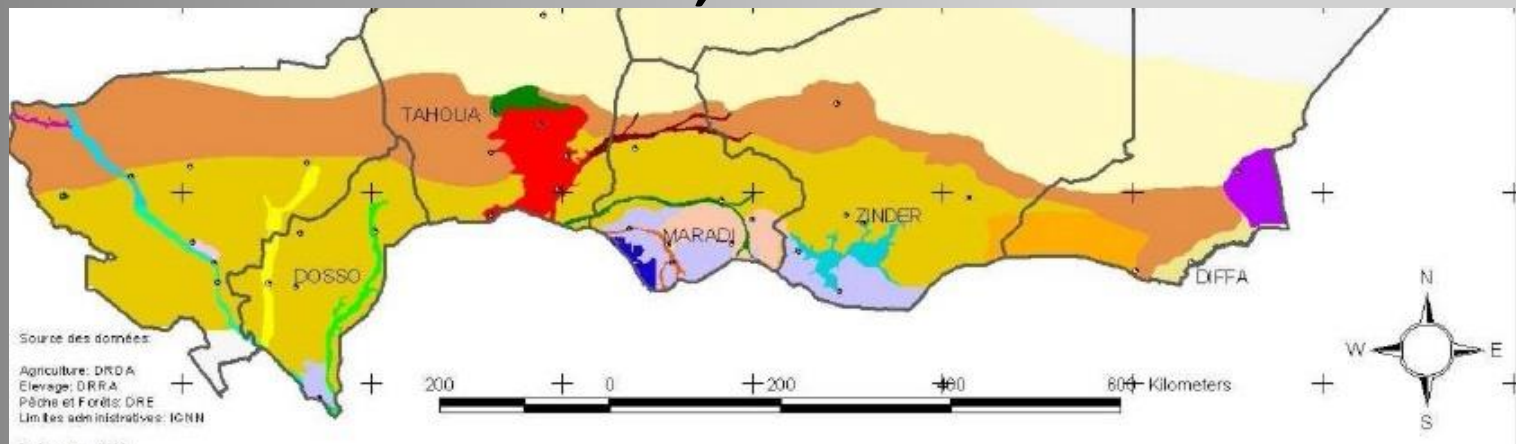 TAHOUA
ZINDER
MARADI
DOSSO
DIFFA
N
W E
S
Source des données:
Agriculture: DRDA
Elevage: DRRA
Pêche et Forêts: DRE
Limites administratives: IGNN
200 0 200 400 600 Kilometers